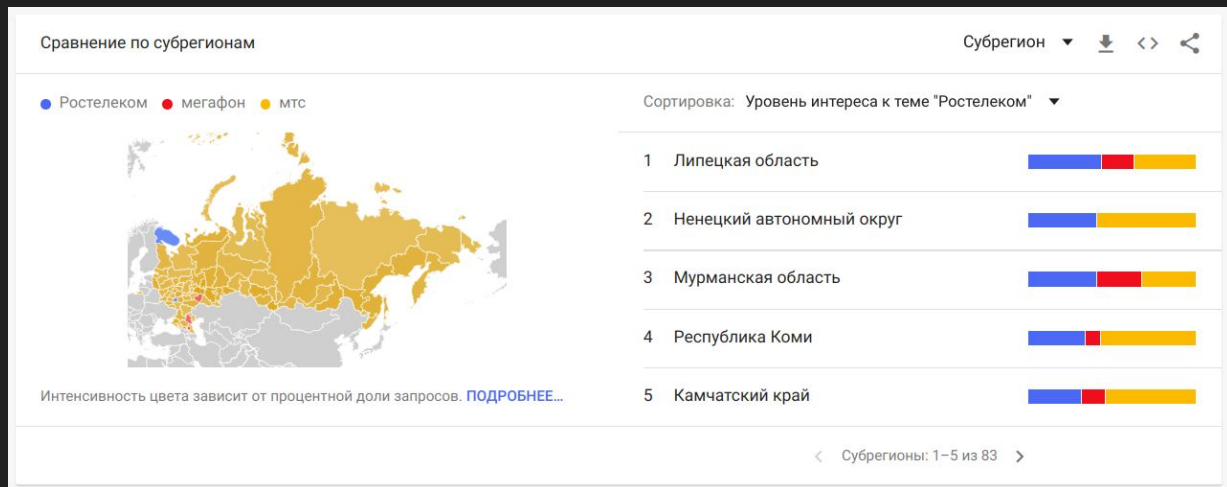 Сравнение по субрегионам
Субрегион
Ростелеком мегафон мтс
Сортировка: Уровень интереса к теме "Ростелеком"
1 Липецкая область
2 Ненецкий автономный округ
3 Мурманская область
4 Республика Коми
5 Камчатский край
Интенсивность цвета зависит от процентной доли запросов. ПОДРОБНЕЕ...
Субрегионы: 1–5 из 83